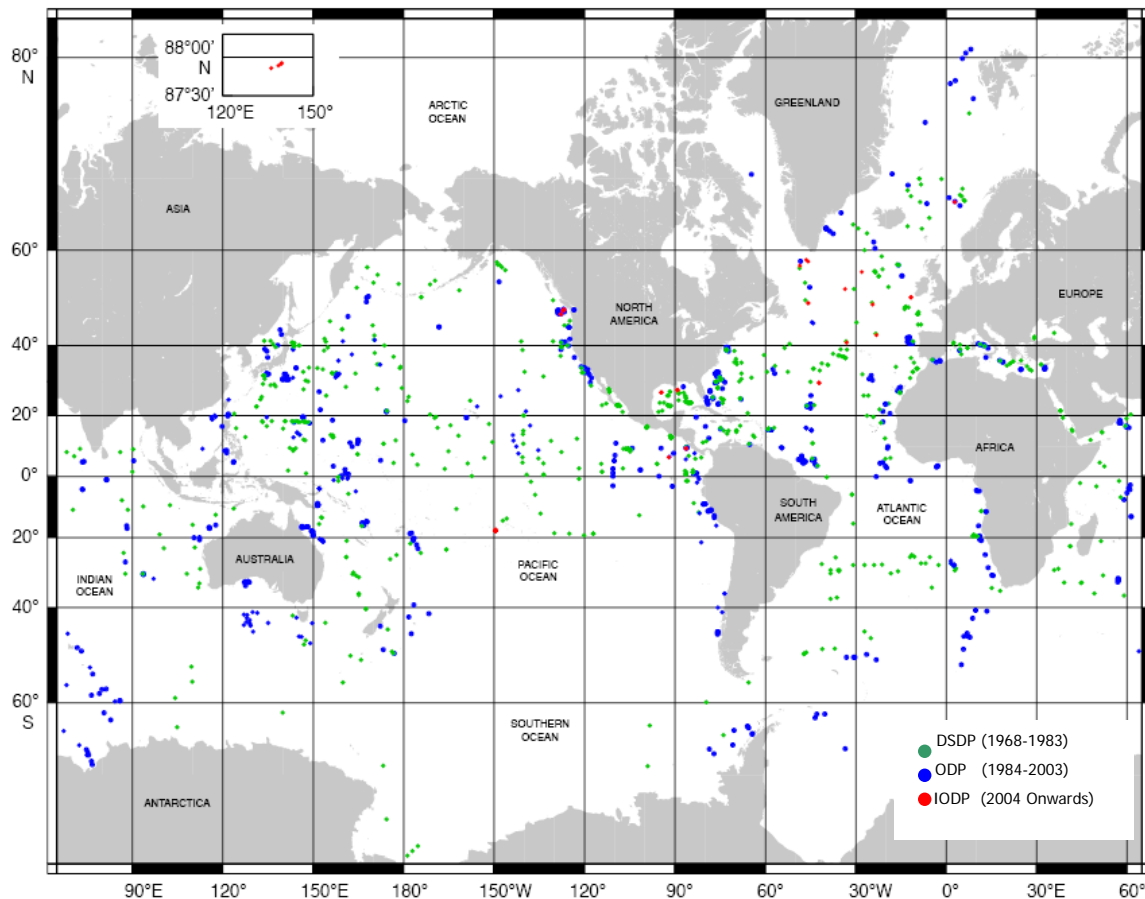 88°00'
N
87°30'
120°E
150°
80°
N
60°
40°
20°
0°
20°
40°
60°
S
ARCTIC
OCEAN
GREENLAND
ASIA
NORTH
AMERICA
EUROPE
AFRICA
SOUTH
AMERICA
ATLANTIC
OCEAN
AUSTRALIA
INDIAN
OCEAN
PACIFIC
OCEAN
SOUTHERN
OCEAN
ANTARCTICA
DSDP (1968-1983)
ODP (1984-2003)
IODP (2004 Onwards)
90°E
120°
150°E
180°
150°W
120°
90°
60°
30°W
0°
30°E
60°